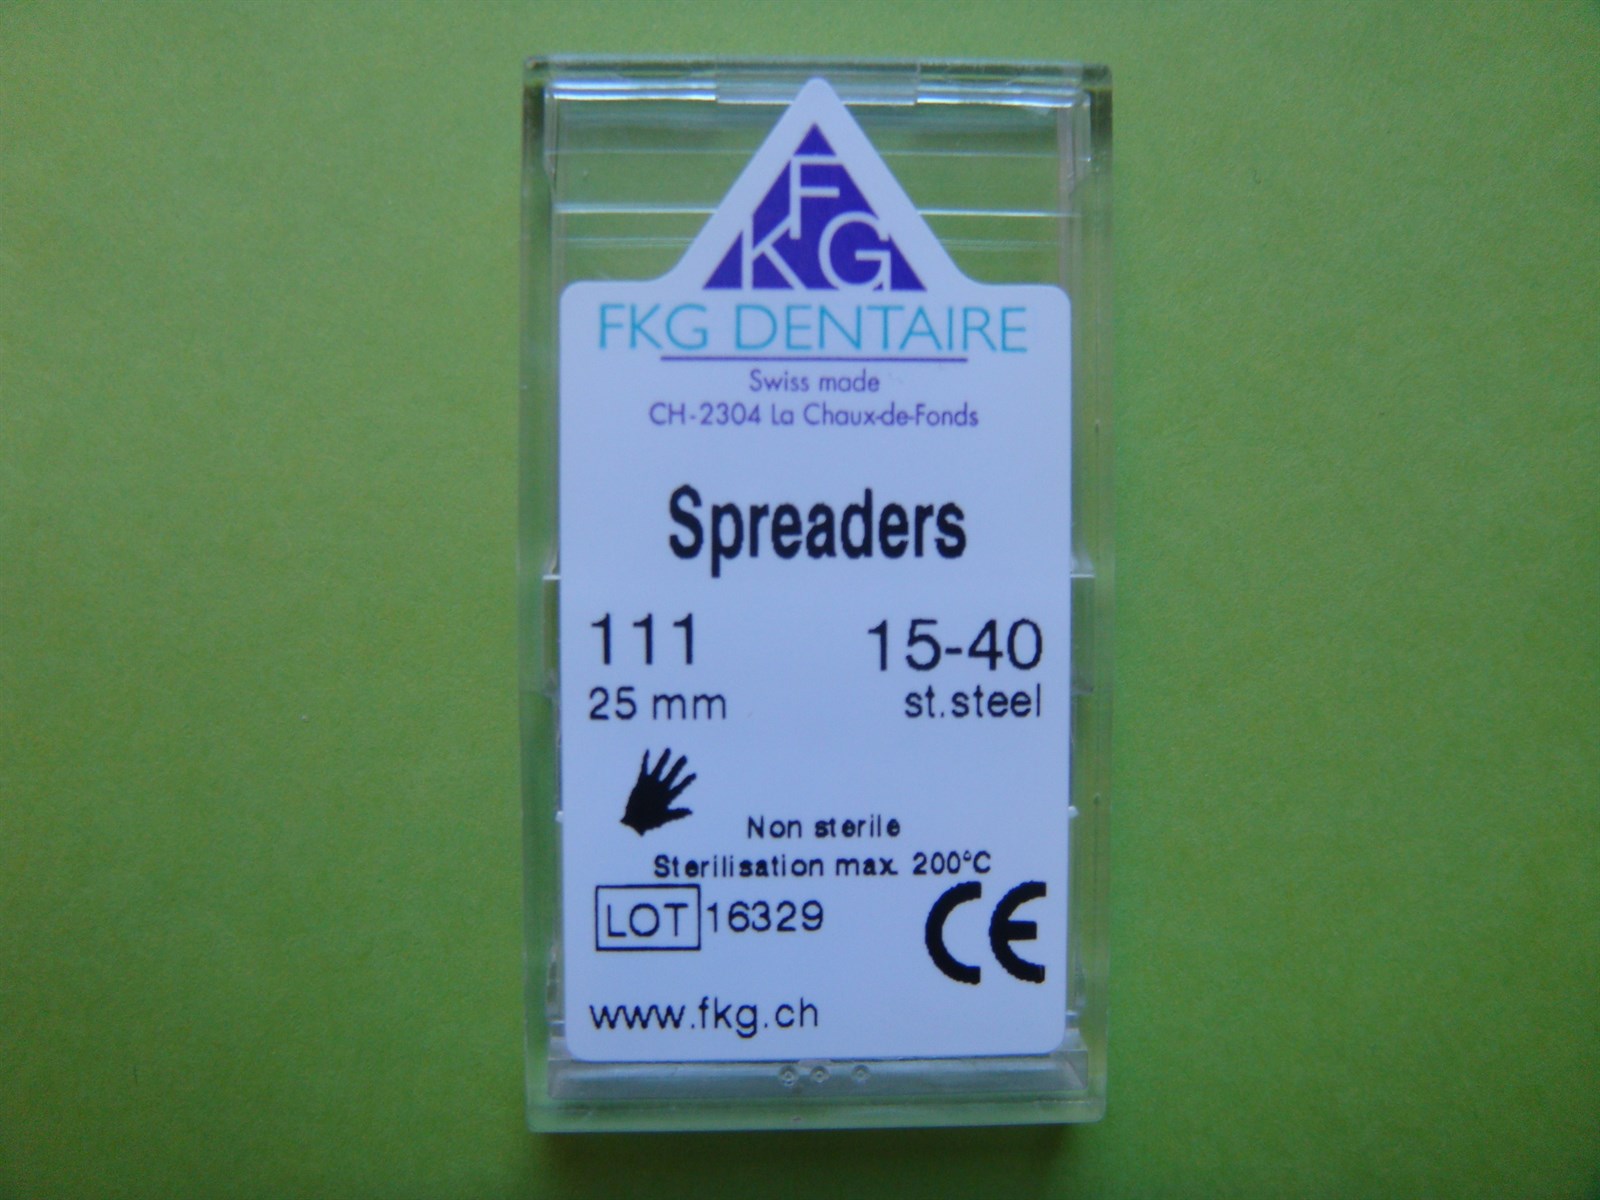 FKG
FKG DENTAIRE
Swiss made
CH-2304 La Chaux-de-Fonds
Spreaders
111 15-40
25 mm st.steel
Non sterile
Sterilisation max. 200°C
LOT 16329
CE
www.fkg.ch